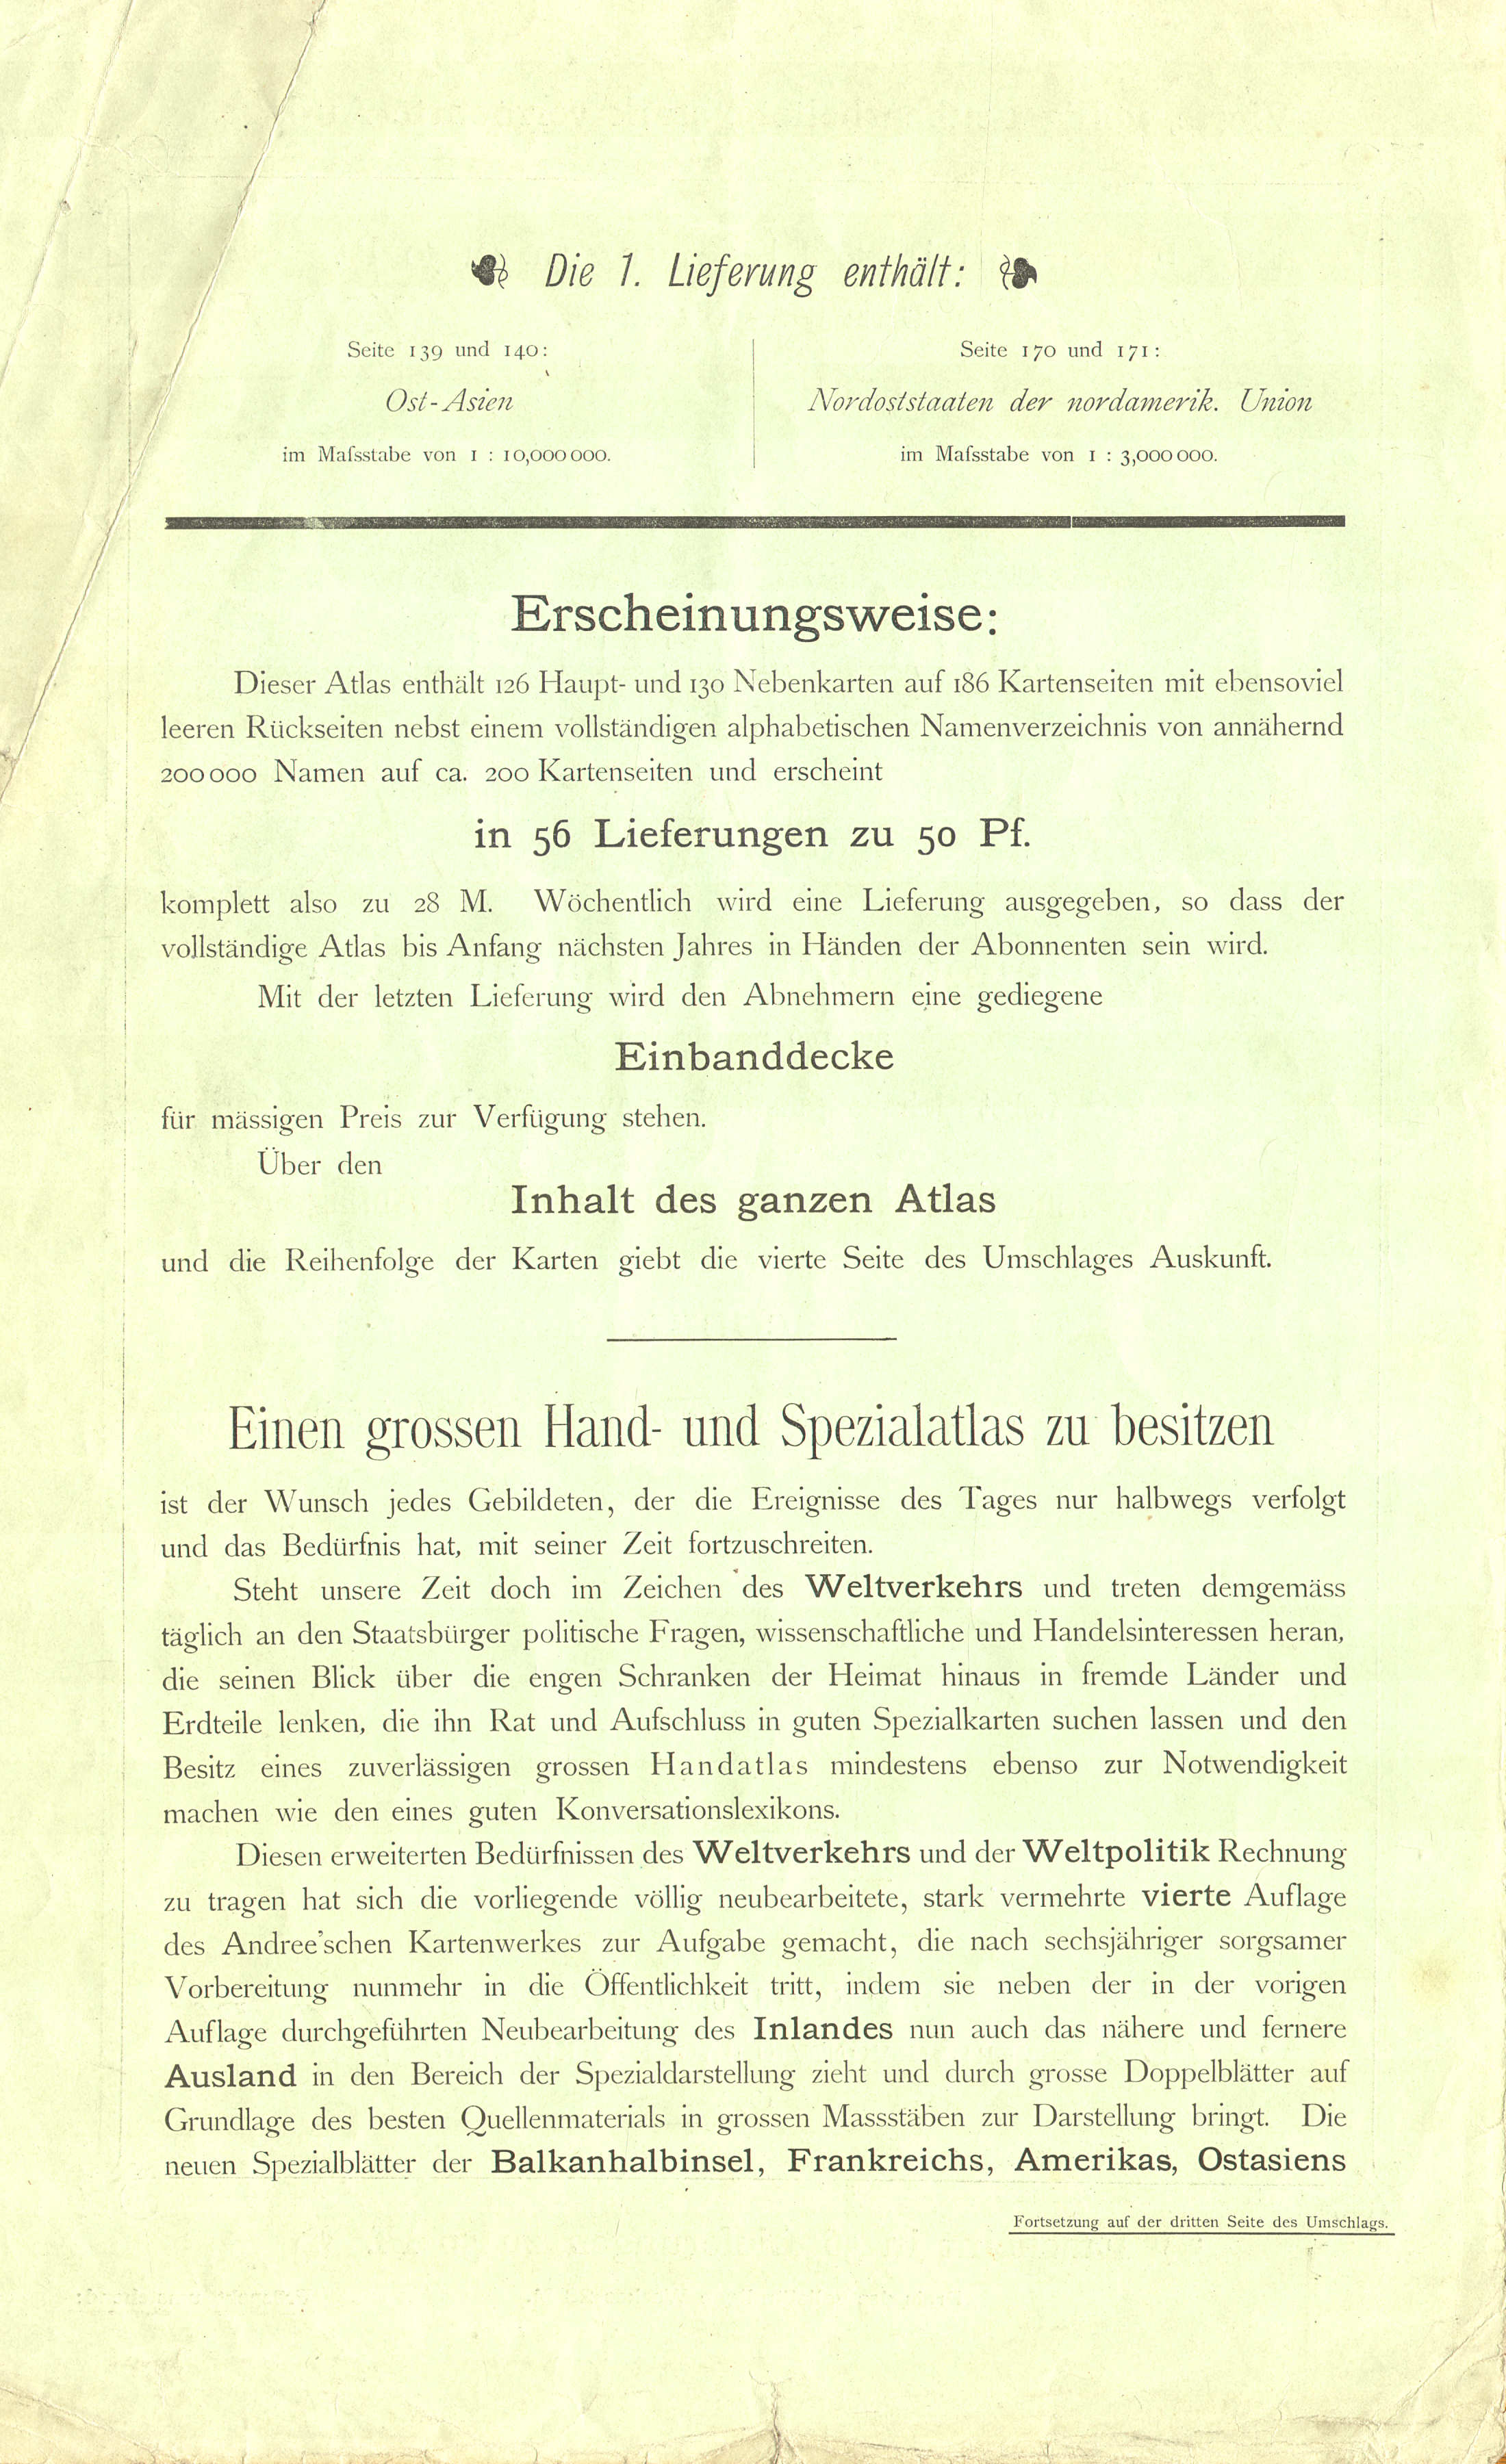 Die 1. Lieferung enthält:
Seite 139 und 140:
Ost-Asien
im Maſsstabe von 1 : 10,000 000.
Seite 170 und 171:
Nordoststaaten der nordamerik. Union
im Maſsstabe von 1 : 3,000 000.
Erscheinungsweise:
Dieser Atlas enthält 126 Haupt- und 130 Nebenkarten auf 186 Kartenseiten mit ebensoviel
leeren Rückseiten nebst einem vollständigen alphabetischen Namenverzeichnis von annähernd
200 000 Namen auf ca. 200 Kartenseiten und erscheint
in 56 Lieferungen zu 50 Pf.
komplett also zu 28 M. Wöchentlich wird eine Lieferung ausgegeben, so dass der
vollständige Atlas bis Anfang nächsten Jahres in Händen der Abonnenten sein wird.
Mit der letzten Lieferung wird den Abnehmern eine gediegene
Einbanddecke
für mässigen Preis zur Verfügung stehen.
Über den
Inhalt des ganzen Atlas
und die Reihenfolge der Karten giebt die vierte Seite des Umschlages Auskunft.
Einen grossen Hand- und Spezialatlas zu besitzen
ist der Wunsch jedes Gebildeten, der die Ereignisse des Tages nur halbwegs verfolgt
und das Bedürfnis hat, mit seiner Zeit fortzuschreiten.
Steht unsere Zeit doch im Zeichen des Weltverkehrs und treten demgemäss
täglich an den Staatsbürger politische Fragen, wissenschaftliche und Handelsinteressen heran,
die seinen Blick über die engen Schranken der Heimat hinaus in fremde Länder und
Erdteile lenken, die ihn Rat und Aufschluss in guten Spezialkarten suchen lassen und den
Besitz eines zuverlässigen grossen Handatlas mindestens ebenso zur Notwendigkeit
machen wie den eines guten Konversationslexikons.
Diesen erweiterten Bedürfnissen des Weltverkehrs und der Weltpolitik Rechnung
zu tragen hat sich die vorliegende völlig neubearbeitete, stark vermehrte vierte Auflage
des Andree'schen Kartenwerkes zur Aufgabe gemacht, die nach sechsjähriger sorgsamer
Vorbereitung nunmehr in die Öffentlichkeit tritt, indem sie neben der in der vorigen
Auflage durchgeführten Neubearbeitung des Inlandes nun auch das nähere und fernere
Ausland in den Bereich der Spezialdarstellung zieht und durch grosse Doppelblätter auf
Grundlage des besten Quellenmaterials in grossen Massstäben zur Darstellung bringt. Die
neuen Spezialblätter der Balkanhalbinsel, Frankreichs, Amerikas, Ostasiens
Fortsetzung auf der dritten Seite des Umschlags.